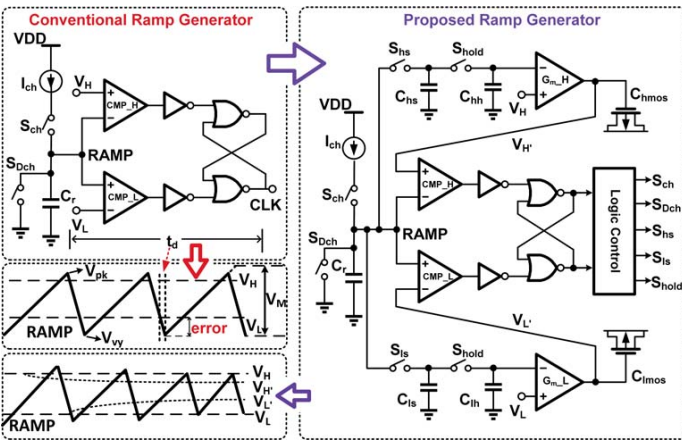 Conventional Ramp Generator
VDD
Ich
VH
CMP_H
Sch
SDch
RAMP
Cr
CMP_L
VL
CLK
td
Vpk
VH
VM
RAMP
Vvy
error
VL
VH
VH'
VL'
RAMP
VL
Proposed Ramp Generator
Shs
Shold
Gm_H
Chs
Chh
VH
Chmos
VDD
Ich
VH'
Sch
CMP_H
RAMP
SDch
Cr
CMP_L
Logic Control
Sch
SDch
Shs
Sls
Shold
VL'
Sls
Shold
Gm_L
Cls
Clh
VL
Clmos